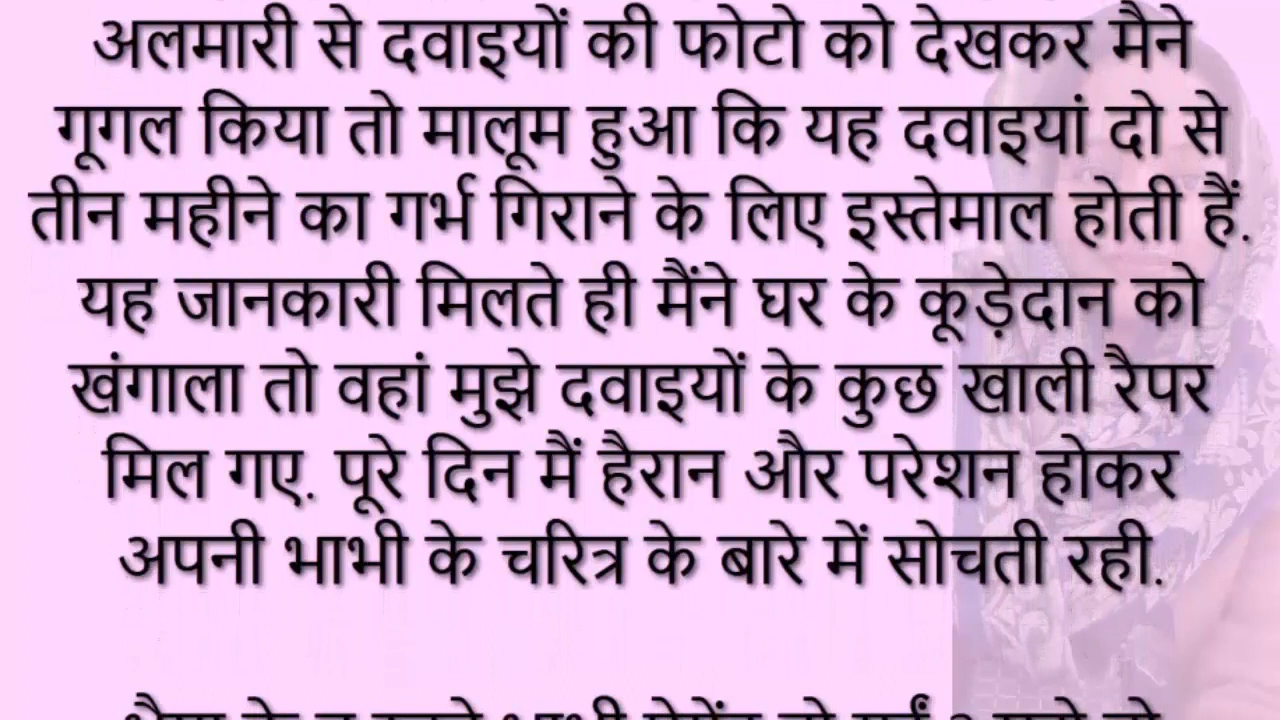 अलमारी से दवाइयों की फोटो को देखकर मैने
गूगल किया तो मालूम हुआ कि यह दवाइयां दो से
तीन महीने का गर्भ गिराने के लिए इस्तेमाल होती हैं.
यह जानकारी मिलते ही मैंने घर के कूड़ेदान को
खंगाला तो वहां मुझे दवाइयों के कुछ खाली रैपर
मिल गए. पूरे दिन मैं हैरान और परेशन होकर
अपनी भाभी के चरित्र के बारे में सोचती रही.